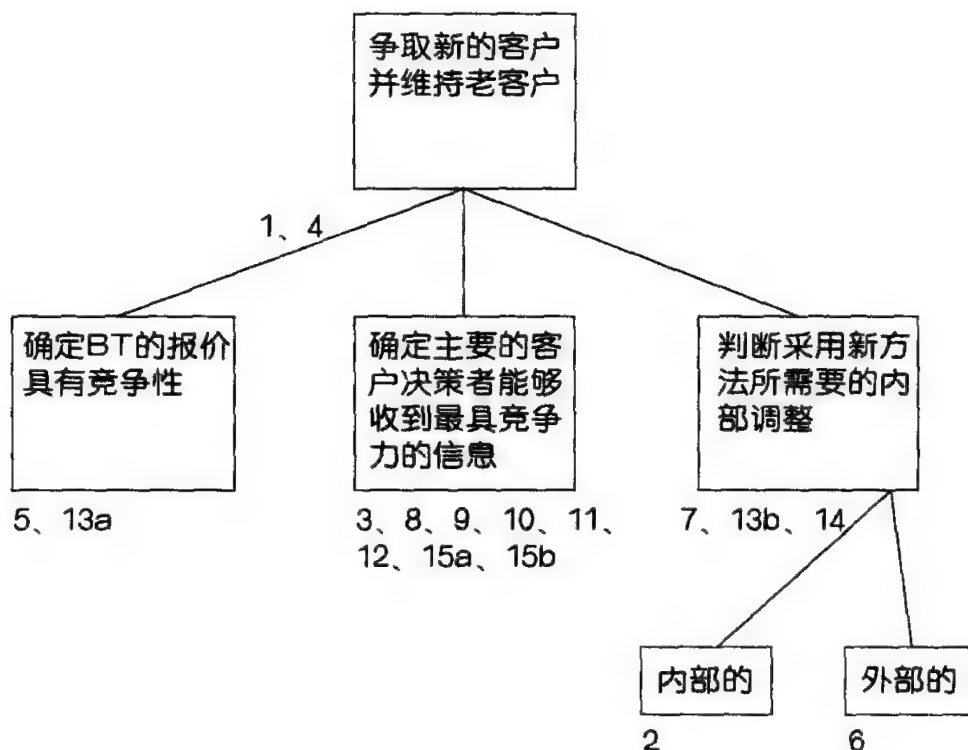 争取新的客户
并维持老客户
1、4
确定BT的报价
具有竞争性
确定主要的客
户决策者能够
收到最具竞争
力的信息
判断采用新方
法所需要的内
部调整
5、13a
3、8、9、10、11、
12、15a、15b
7、13b、14
内部的
外部的
2
6